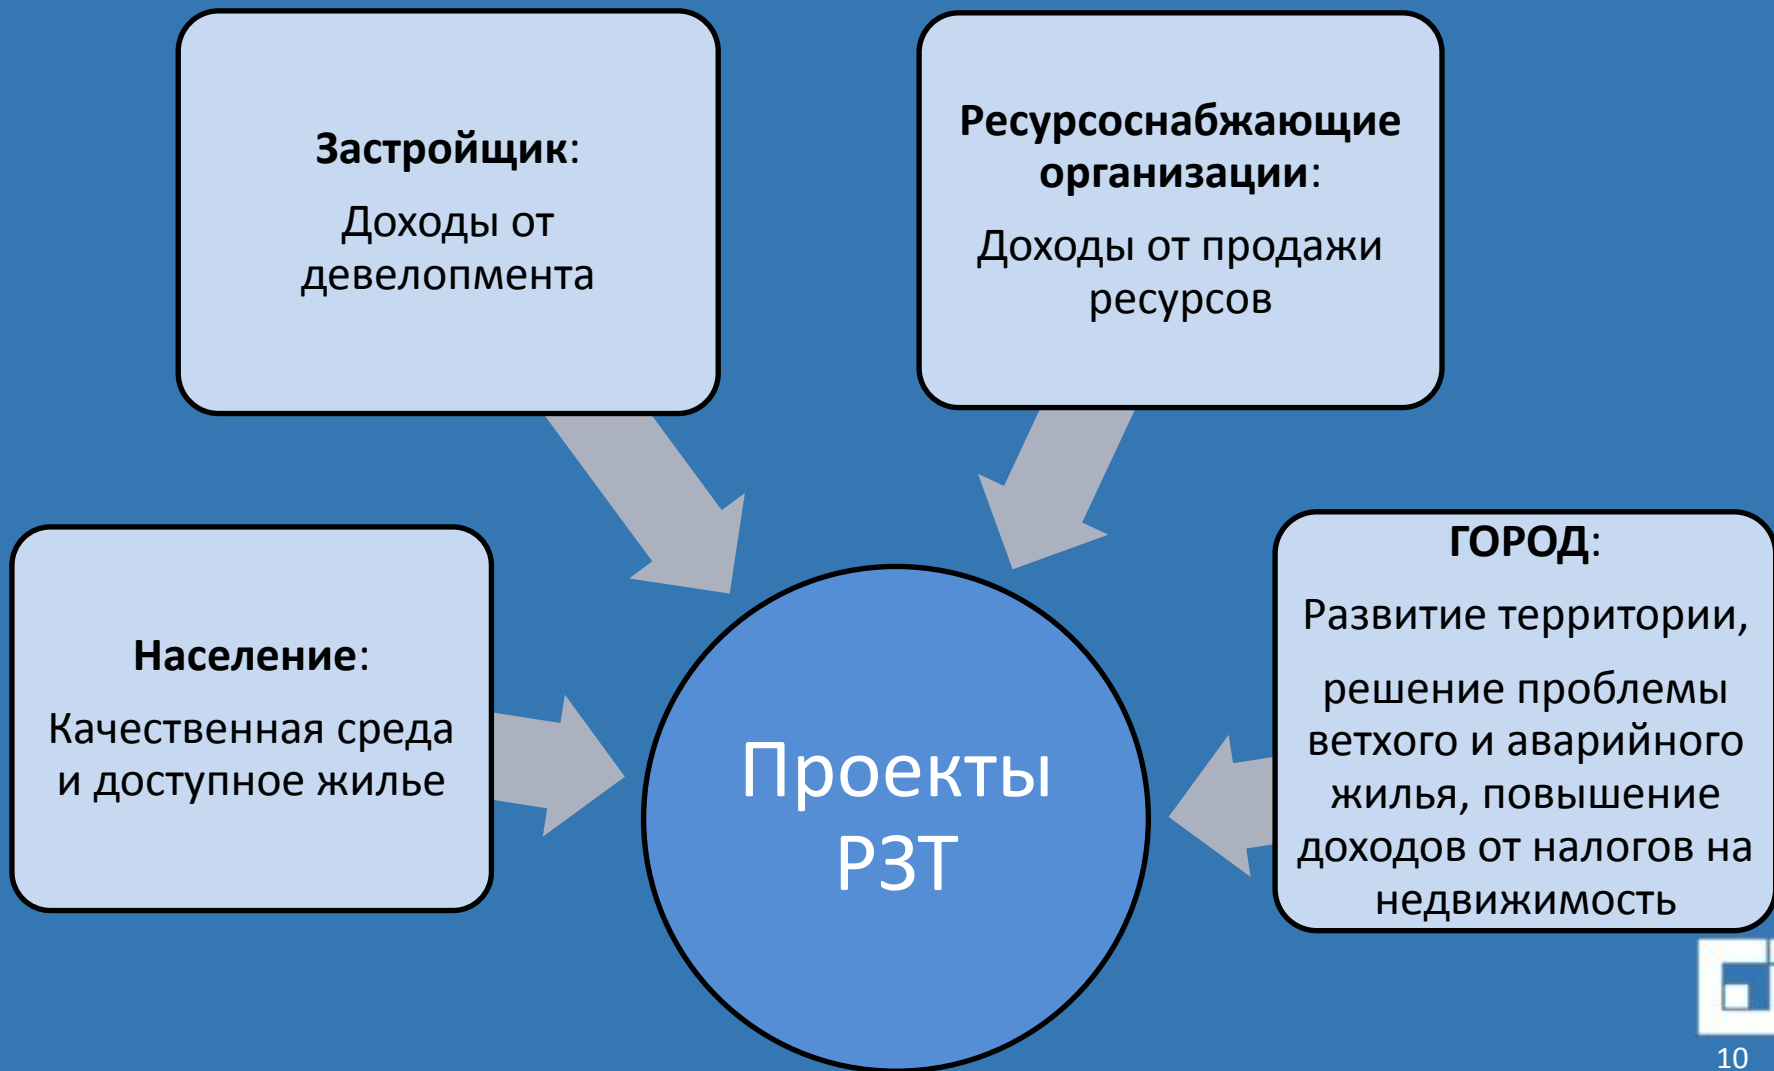 Застройщик:
Доходы от
девелопмента
Ресурсоснабжающие
организации:
Доходы от продажи
ресурсов
Население:
Качественная среда
и доступное жилье
Проекты
РЗТ
ГОРОД:
Развитие территории,
решение проблемы
ветхого и аварийного
жилья, повышение
доходов от налогов на
недвижимость
10